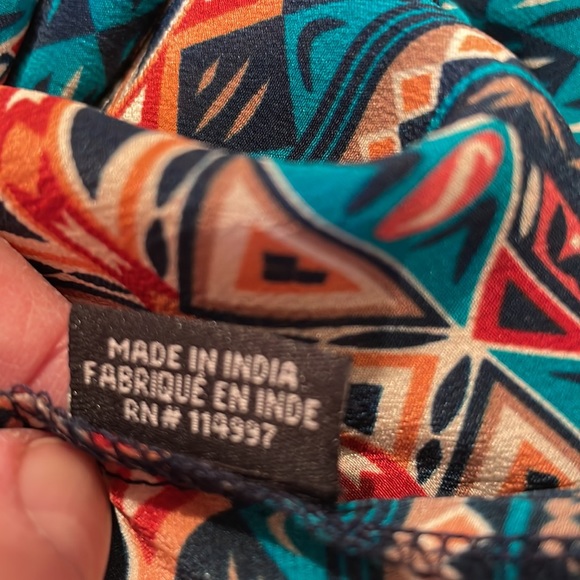 MADE IN INDIA
FABRIQUÉ EN INDE
RN# 114997